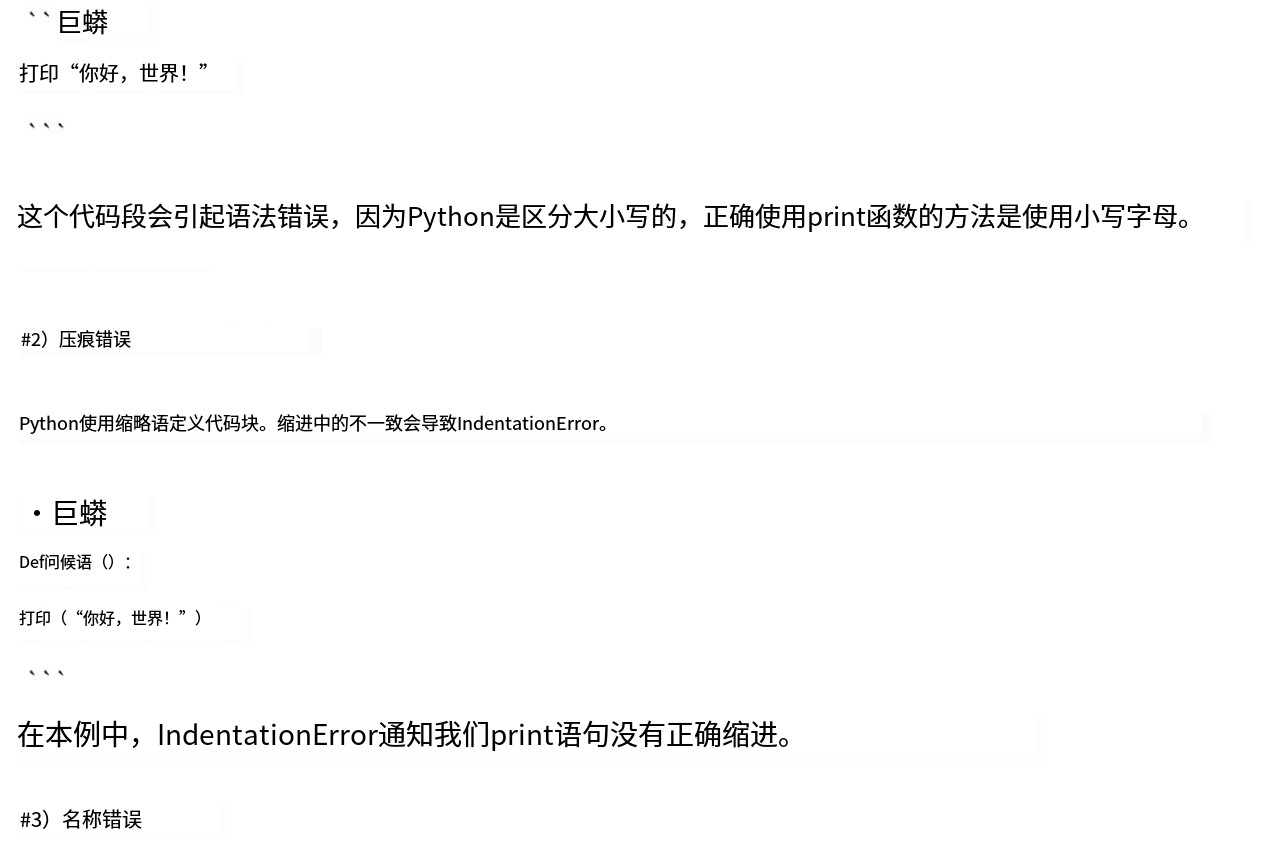 ``巨蟒
打印“你好，世界！”
```
这个代码段会引起语法错误，因为Python是区分大小写的，正确使用print函数的方法是使用小写字母。
#2）压痕错误
Python使用缩略语定义代码块。缩进中的不一致会导致IndentationError。
·巨蟒
Def问候语（）：
打印（“你好，世界！”）
```
在本例中，IndentationError通知我们print语句没有正确缩进。
#3）名称错误